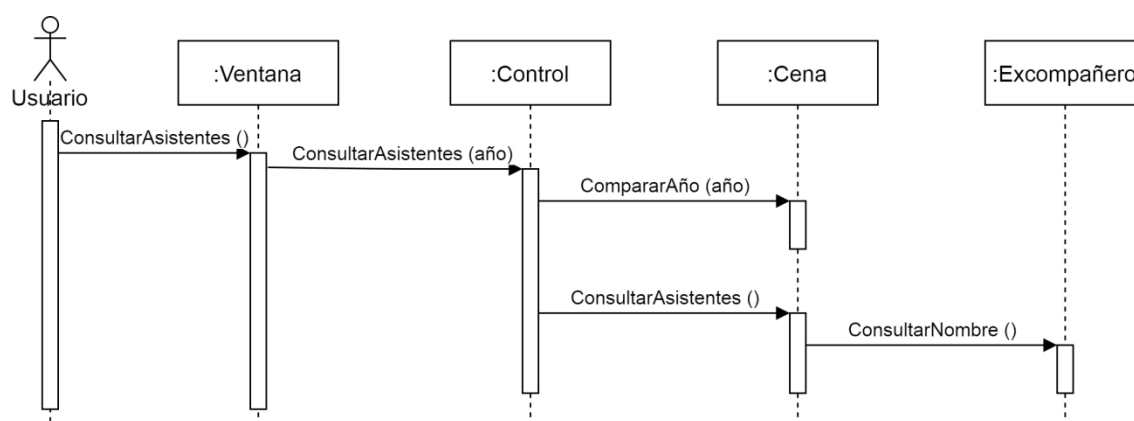 :Ventana
:Control
:Cena
:Excompañero
Usuario
ConsultarAsistentes ()
ConsultarAsistentes (año)
CompararAño (año)
ConsultarAsistentes ()
ConsultarNombre ()